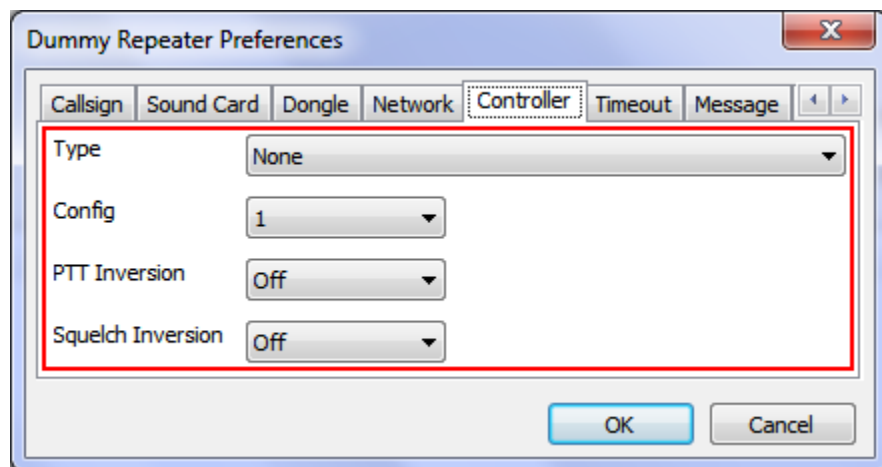 Dummy Repeater Preferences
Callsign Sound Card Dongle Network Controller Timeout Message
Type None
Config 1
PTT Inversion Off
Squelch Inversion Off
OK Cancel